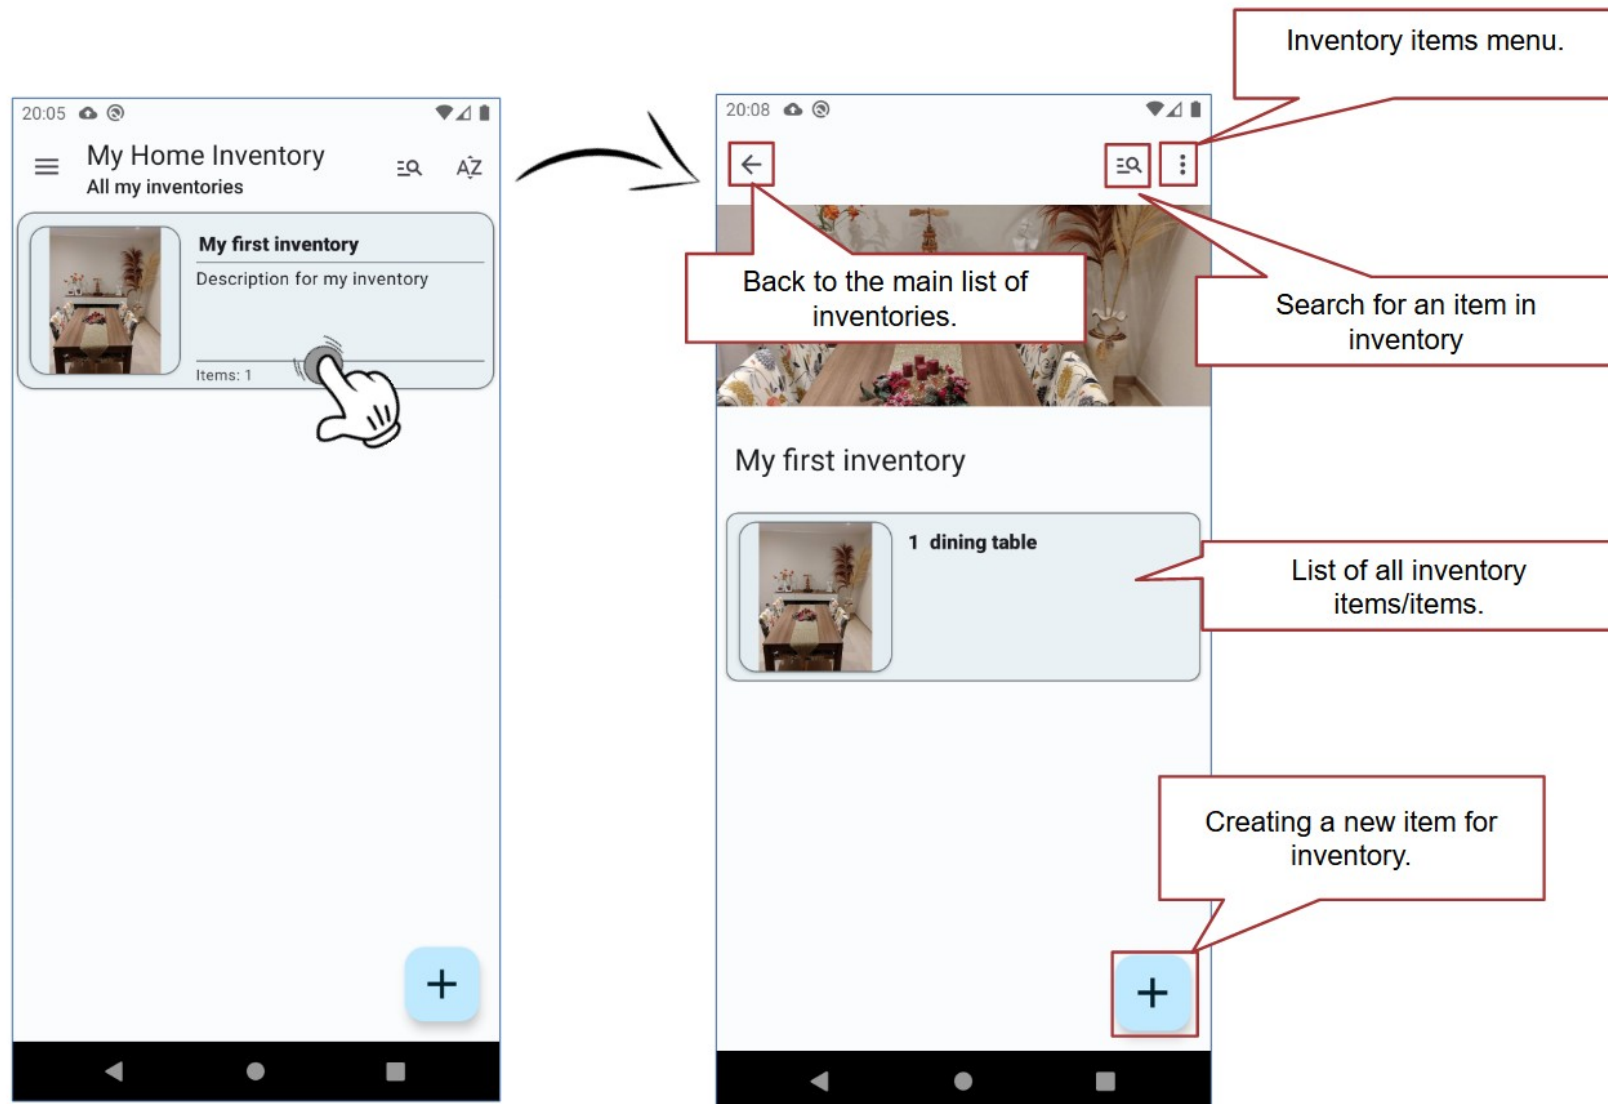 20:05
My Home Inventory
All my inventories
AZ
My first inventory
Description for my inventory
Items: 1
20:08
Inventory items menu.
Back to the main list of
inventories.
Search for an item in
inventory
My first inventory
1 dining table
List of all inventory
items/items.
Creating a new item for
inventory.